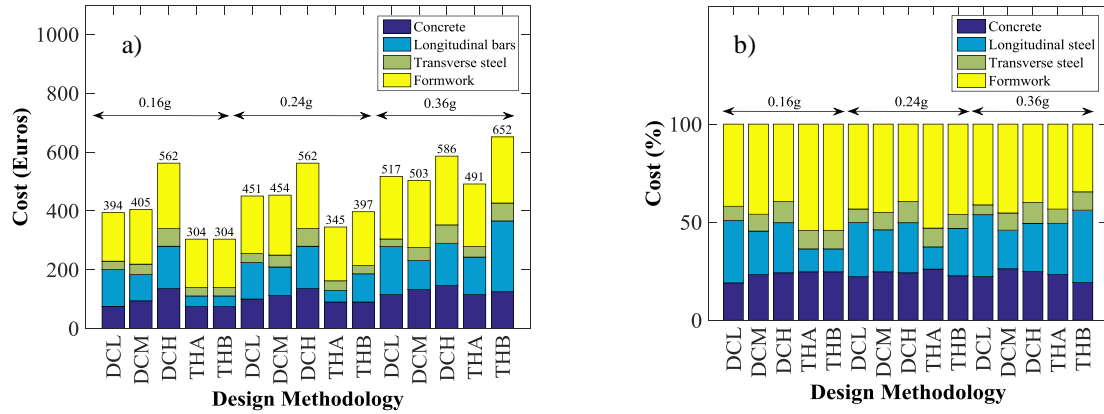 a)
Concrete
Longitudinal bars
Transverse steel
Formwork
1000
800
600
400
200
0
Cost (Euros)
0.16g
0.24g
0.36g
394
405
562
304
304
451
454
562
345
397
517
503
586
491
652
DCL
DCM
DCH
THA
THB
DCL
DCM
DCH
THA
THB
DCL
DCM
DCH
THA
THB
Design Methodology
b)
Concrete
Longitudinal steel
Transverse steel
Formwork
100
50
0
Cost (%)
0.16g
0.24g
0.36g
DCL
DCM
DCH
THA
THB
DCL
DCM
DCH
THA
THB
DCL
DCM
DCH
THA
THB
Design Methodology